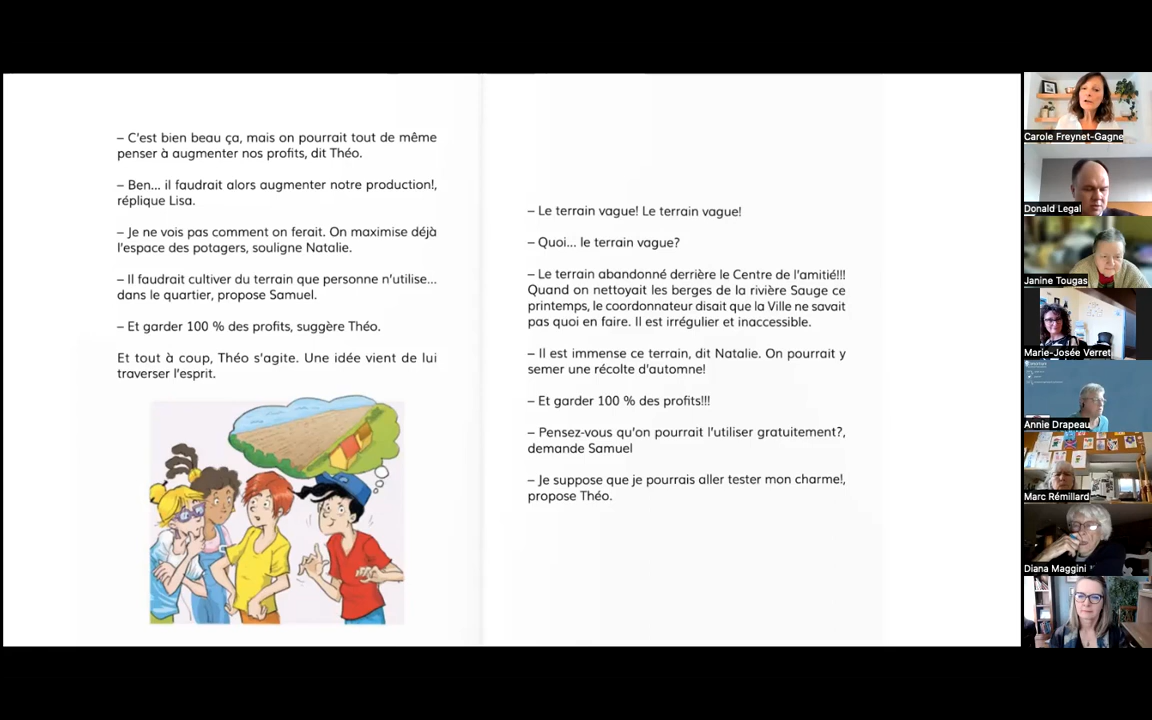 – C'est bien beau ça, mais on pourrait tout de même
penser à augmenter nos profits, dit Théo.
– Ben... il faudrait alors augmenter notre production!,
réplique Lisa.
– Je ne vois pas comment on ferait. On maximise déjà
l'espace des potagers, souligne Natalie.
– Il faudrait cultiver du terrain que personne n'utilise...
dans le quartier, propose Samuel.
– Et garder 100 % des profits, suggère Théo.
Et tout à coup, Théo s'agite. Une idée vient de lui
traverser l'esprit.
– Le terrain vague! Le terrain vague!
– Quoi... le terrain vague?
– Le terrain abandonné derrière le Centre de l'amitié!!!
Quand on nettoyait les berges de la rivière Sauge ce
printemps, le coordonnateur disait que la Ville ne savait
pas quoi en faire. Il est irrégulier et inaccessible.
– Il est immense ce terrain, dit Natalie. On pourrait y
semer une récolte d'automne!
– Et garder 100 % des profits!!!
– Pensez-vous qu'on pourrait l'utiliser gratuitement?,
demande Samuel
– Je suppose que je pourrais aller tester mon charme!,
propose Théo.
Carole Freynet-Gagne
Donald Legal
Janine Tougas
Marie-Josée Verret
Annie Drapeau
Marc Rémillard
Diana Maggini